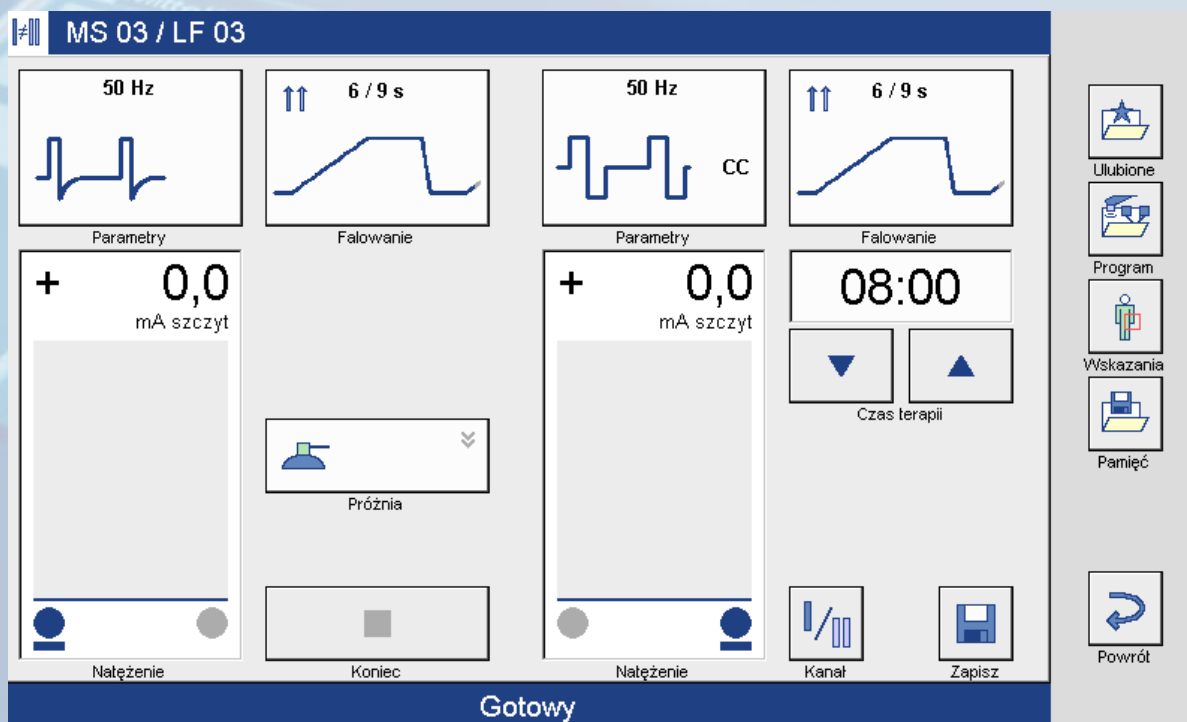 MS 03 / LF 03
50 Hz
6 / 9 s
50 Hz
CC
6 / 9 s
Parametry
Falowanie
Parametry
Falowanie
+ 0,0
mA szczyt
+ 0,0
mA szczyt
08:00
Czas terapii
Próżnia
Natężenie
Koniec
Natężenie
Kanał
Zapisz
Gotowy
Ulubione
Program
Wskazania
Pamięć
Powrót